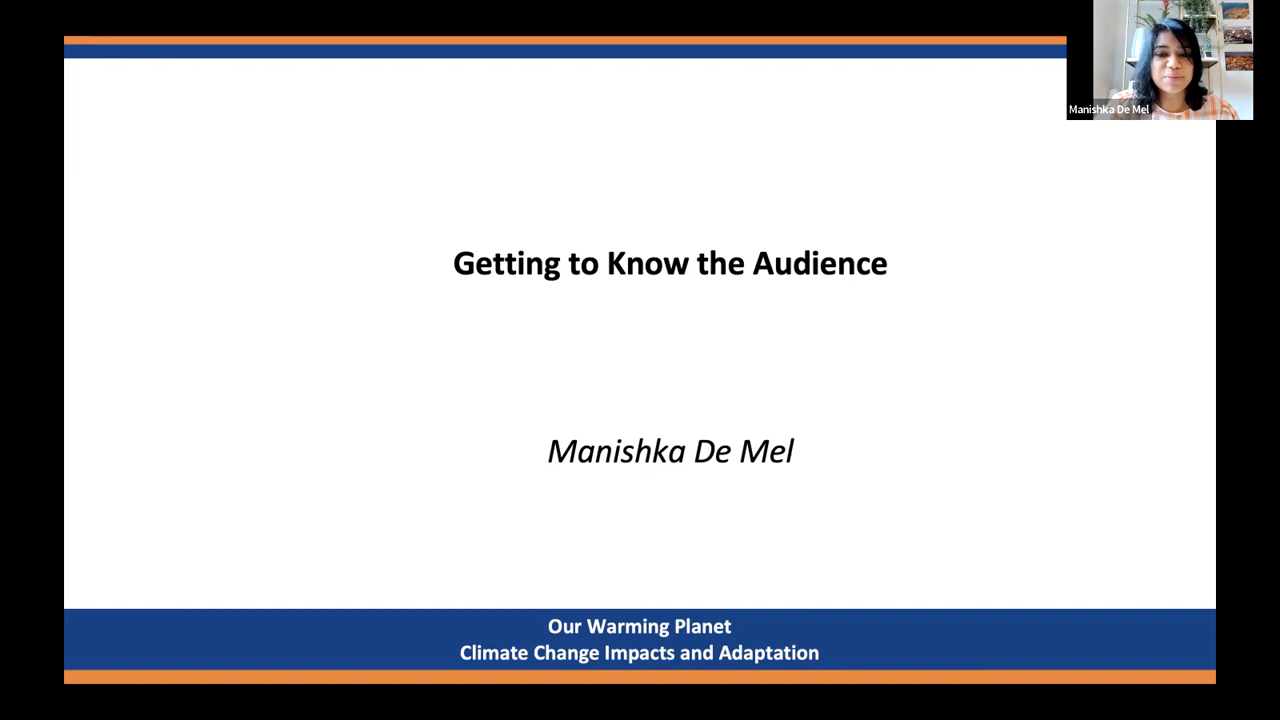 Manishka De Mel
Getting to Know the Audience
Manishka De Mel
Our Warming Planet
Climate Change Impacts and Adaptation